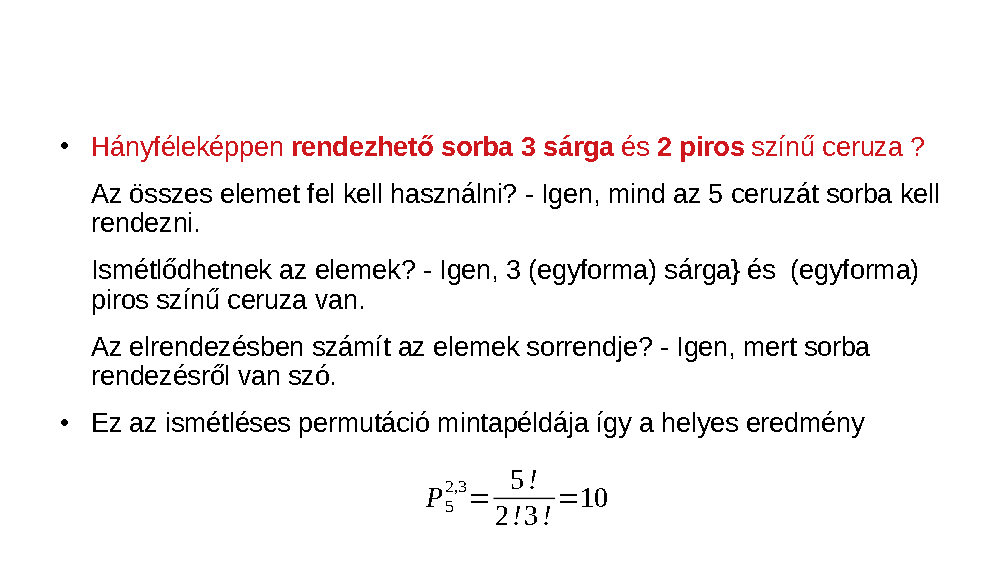 • Hányféleképpen rendezhető sorba 3 sárga és 2 piros színű ceruza ?
Az összes elemet fel kell használni? - Igen, mind az 5 ceruzát sorba kell
rendezni.
Ismétlődhetnek az elemek? - Igen, 3 (egyforma) sárga} és  (egyforma)
piros színű ceruza van.
Az elrendezésben számít az elemek sorrendje? - Igen, mert sorba
rendezésről van szó.
• Ez az ismétléses permutáció mintapéldája így a helyes eredmény
P_5^{2,3} = 5! / 2!3! = 10